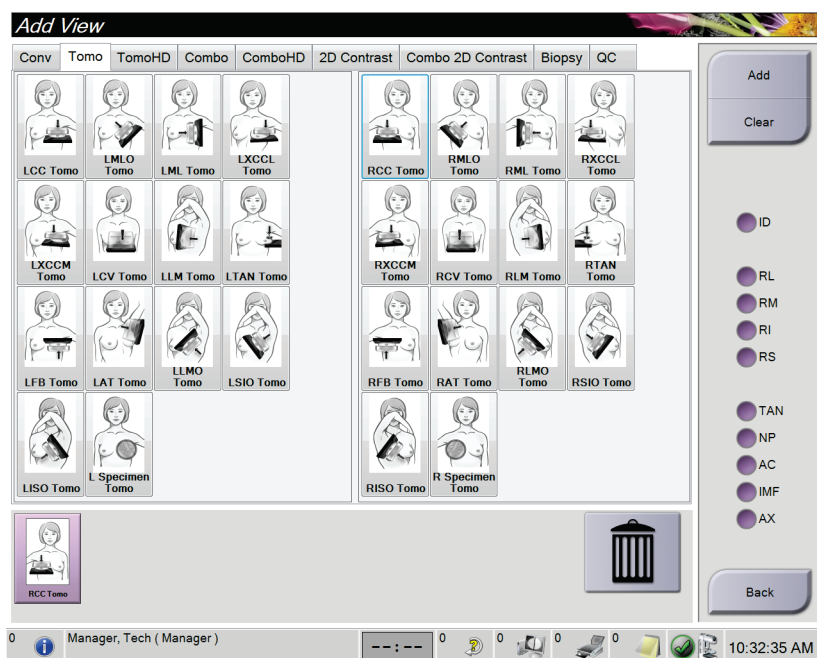 Add View
Conv Tomo TomoHD Combo ComboHD 2D Contrast Combo 2D Contrast Biopsy QC
LCC Tomo
LMLO
Tomo
LML Tomo
LXCCL
Tomo
RCC Tomo
RMLO
Tomo
RML Tomo
RXCCL
Tomo
LXCCM
Tomo
LCV Tomo
LLM Tomo
LTAN Tomo
RXCCM
Tomo
RCV Tomo
RLM Tomo
RTAN
Tomo
LFB Tomo
LAT Tomo
LLMO
Tomo
LSIO Tomo
RFB Tomo
RAT Tomo
RLMO
Tomo
RSIO Tomo
LISO Tomo
L Specimen
Tomo
RISO Tomo
R Specimen
Tomo
Add
Clear
ID
RL
RM
RI
RS
TAN
NP
AC
IMF
AX
Back
RCC Tomo
0 Manager, Tech ( Manager ) --:-- 0 0 0 0 10:32:35 AM